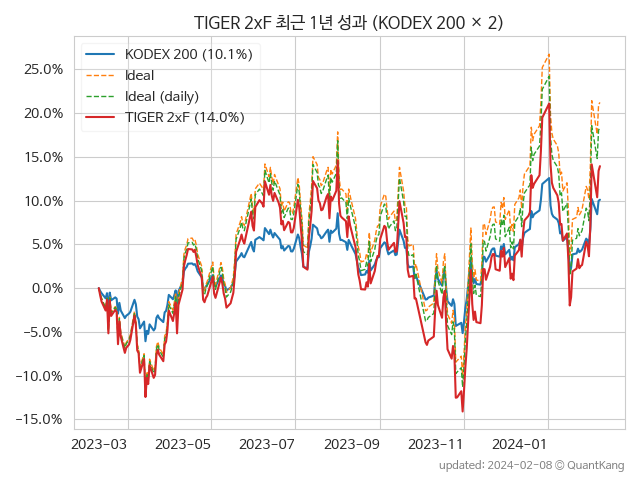 TIGER 2xF 최근 1년 성과 (KODEX 200 × 2)
KODEX 200 (10.1%)
Ideal
Ideal (daily)
TIGER 2xF (14.0%)
25.0%
20.0%
15.0%
10.0%
5.0%
0.0%
−5.0%
−10.0%
−15.0%
2023-03 2023-05 2023-07 2023-09 2023-11 2024-01
updated: 2024-02-08 © QuantKang